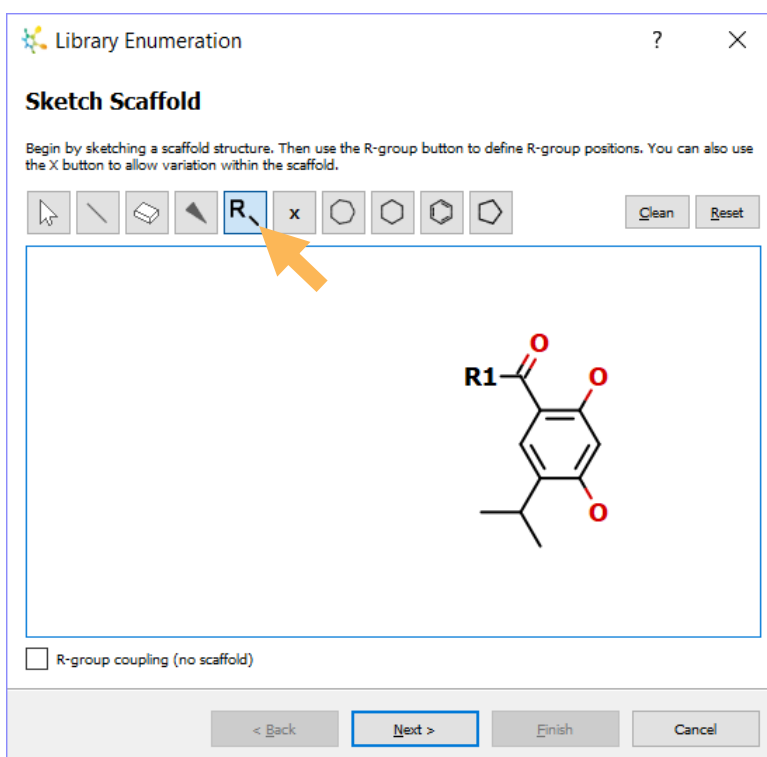 Library Enumeration ?
Sketch Scaffold
Begin by sketching a scaffold structure. Then use the R-group button to define R-group positions. You can also use
the X button to allow variation within the scaffold.
R x Clean Reset
O
R1 O
O
R-group coupling (no scaffold)
< Back Next > Finish Cancel